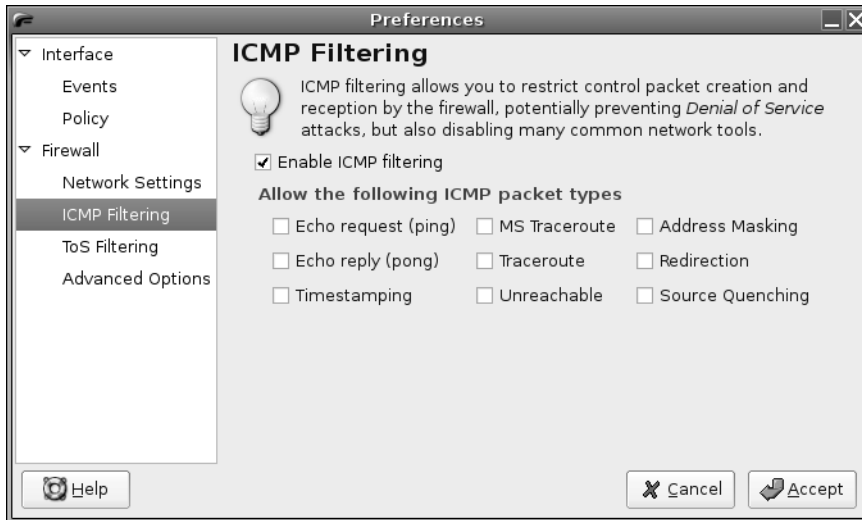 Preferences
Interface
Events
Policy
Firewall
Network Settings
ICMP Filtering
ToS Filtering
Advanced Options
ICMP Filtering
ICMP filtering allows you to restrict control packet creation and
reception by the firewall, potentially preventing Denial of Service
attacks, but also disabling many common network tools.
Enable ICMP filtering
Allow the following ICMP packet types
Echo request (ping) MS Traceroute Address Masking
Echo reply (pong) Traceroute Redirection
Timestamping Unreachable Source Quenching
Help Cancel Accept